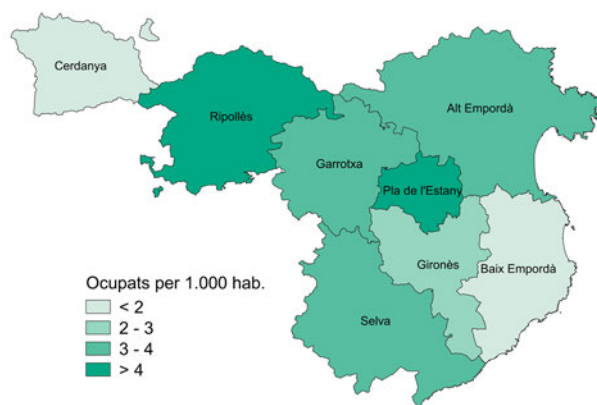 Cerdanya
Ripollès
Alt Empordà
Garrotxa
Pla de l'Estany
Gironès
Baix Empordà
Selva
Ocupats per 1.000 hab.
< 2
2 - 3
3 - 4
> 4